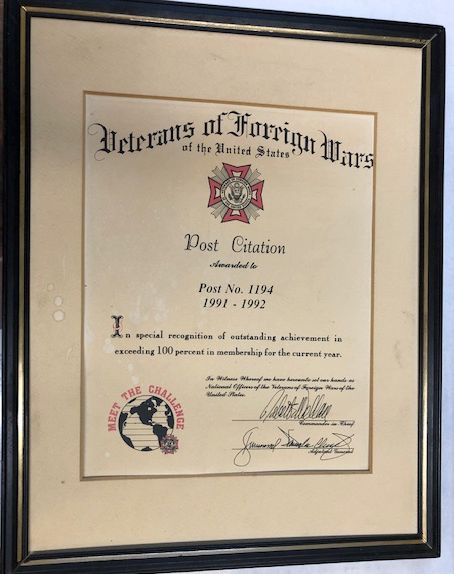 Veterans of Foreign Wars
of the United States
Post Citation
Awarded to
Post No. 1194
1991 - 1992
In special recognition of outstanding achievement in
exceeding 100 percent in membership for the current year.
In Witness Whereof we have hereunto set our hands as
National Officers of the Veterans of Foreign Wars of the
United States.
Commander in Chief
Adjutant General
MEET THE CHALLENGE